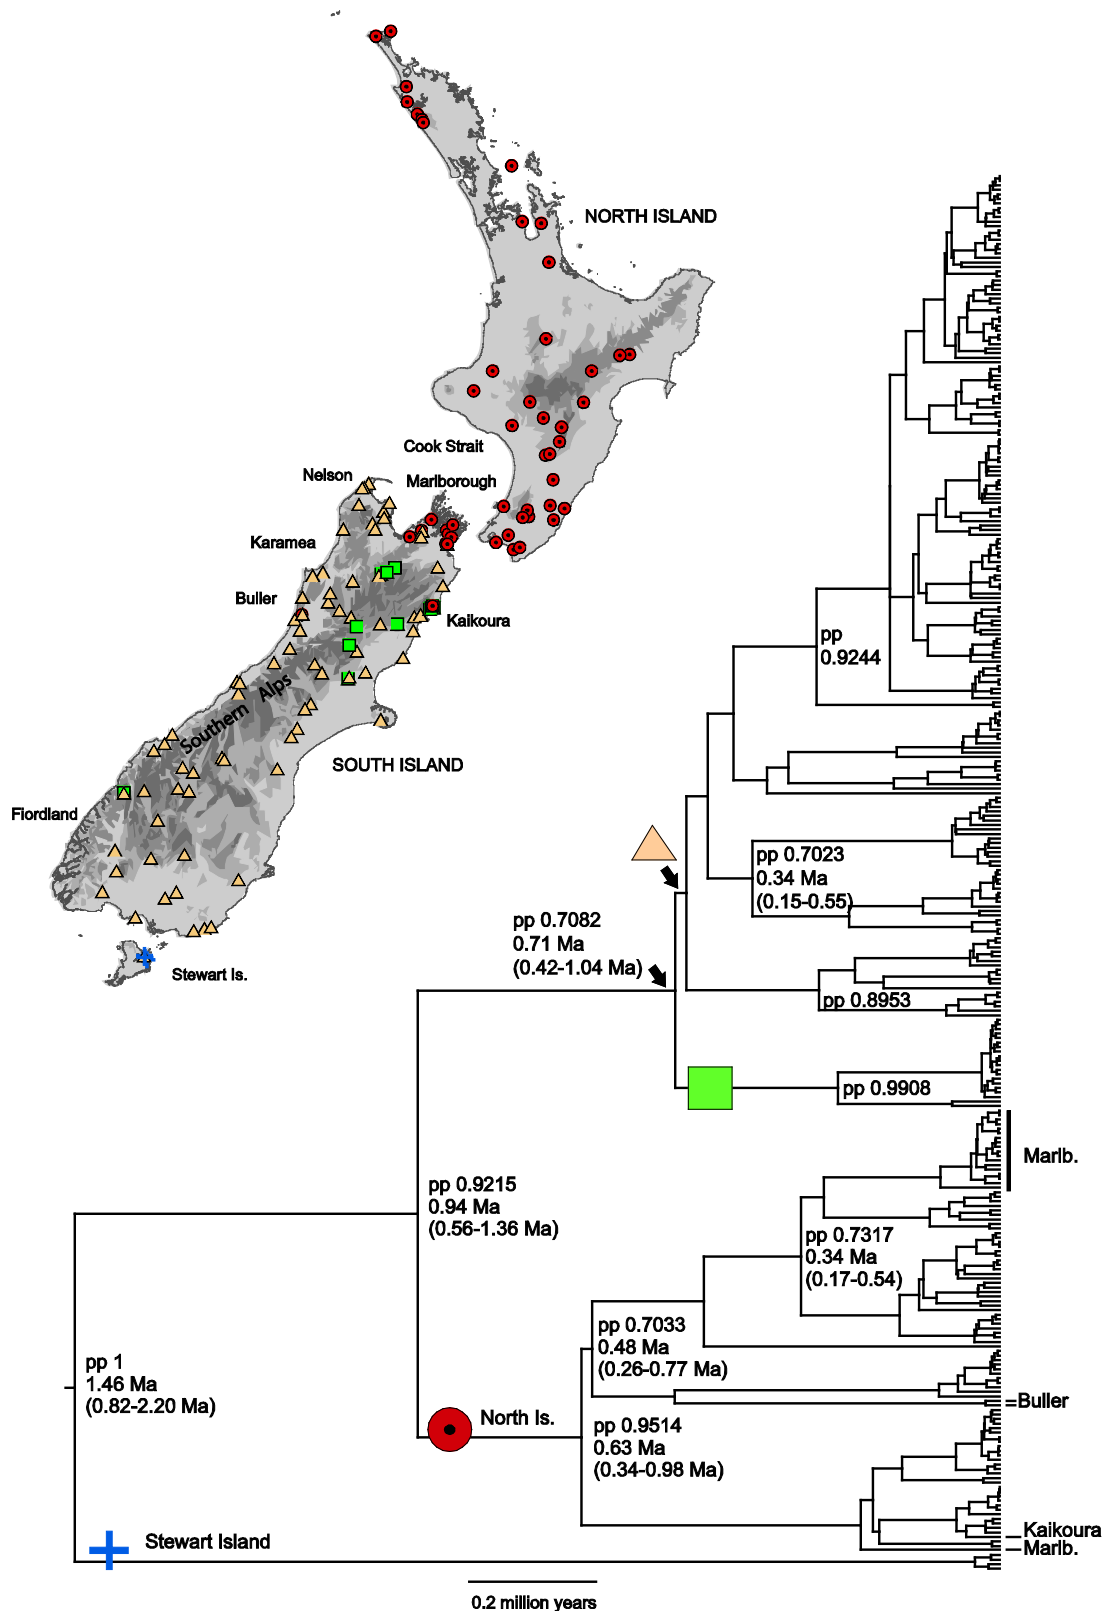 NORTH ISLAND
Cook Strait
Nelson
Marlborough
Karamea
Buller
Kaikoura
Southern Alps
SOUTH ISLAND
Fiordland
Stewart Is.
pp
0.9244
pp 0.7023
0.34 Ma
(0.15-0.55)
pp 0.7082
0.71 Ma
(0.42-1.04 Ma)
pp 0.8953
pp 0.9908
Marlb.
pp 0.9215
0.94 Ma
(0.56-1.36 Ma)
pp 0.7317
0.34 Ma
(0.17-0.54)
pp 0.7033
0.48 Ma
(0.26-0.77 Ma)
pp 1
1.46 Ma
(0.82-2.20 Ma)
Buller
North Is.
pp 0.9514
0.63 Ma
(0.34-0.98 Ma)
Kaikoura
Marlb.
Stewart Island
0.2 million years